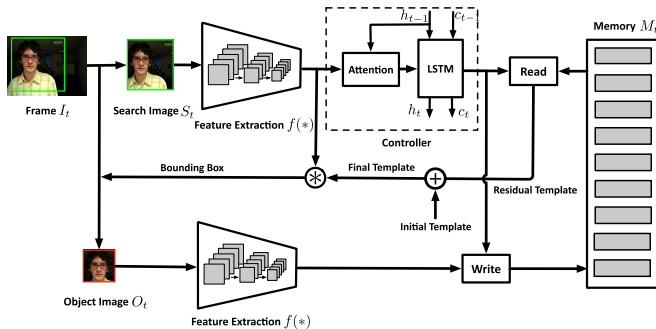 h_{t-1} c_{t-1}
Memory M_t
Attention
LSTM
Read
Frame I_t
Search Image S_t
Feature Extraction f(*)
h_t c_t
Controller
Bounding Box
Final Template
Residual Template
Initial Template
Write
Object Image O_t
Feature Extraction f(*)